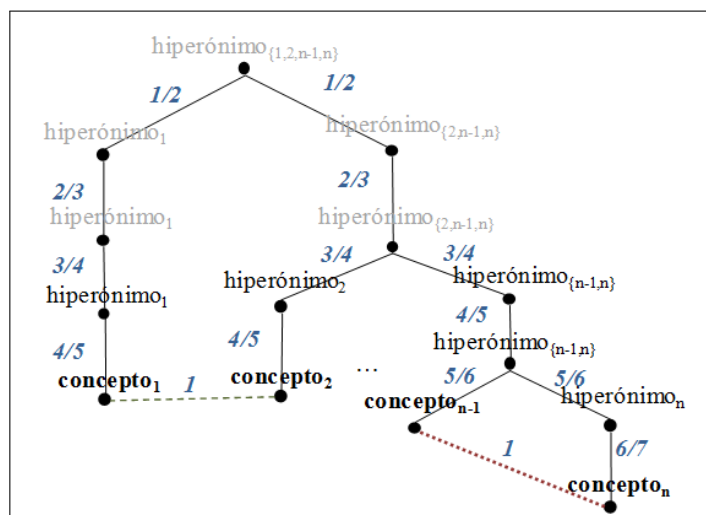 hiperónimo{1,2,n-1,n}
1/2 1/2
hiperónimo1 hiperónimo{2,n-1,n}
2/3 2/3
hiperónimo1 hiperónimo{2,n-1,n}
3/4 3/4 3/4
hiperónimo1 hiperónimo2 hiperónimo{n-1,n}
4/5 4/5 4/5
hiperónimo{n-1,n}
concepto1 1 concepto2 ... 5/6 5/6
concepton-1 hiperónimon
1 6/7
concepton